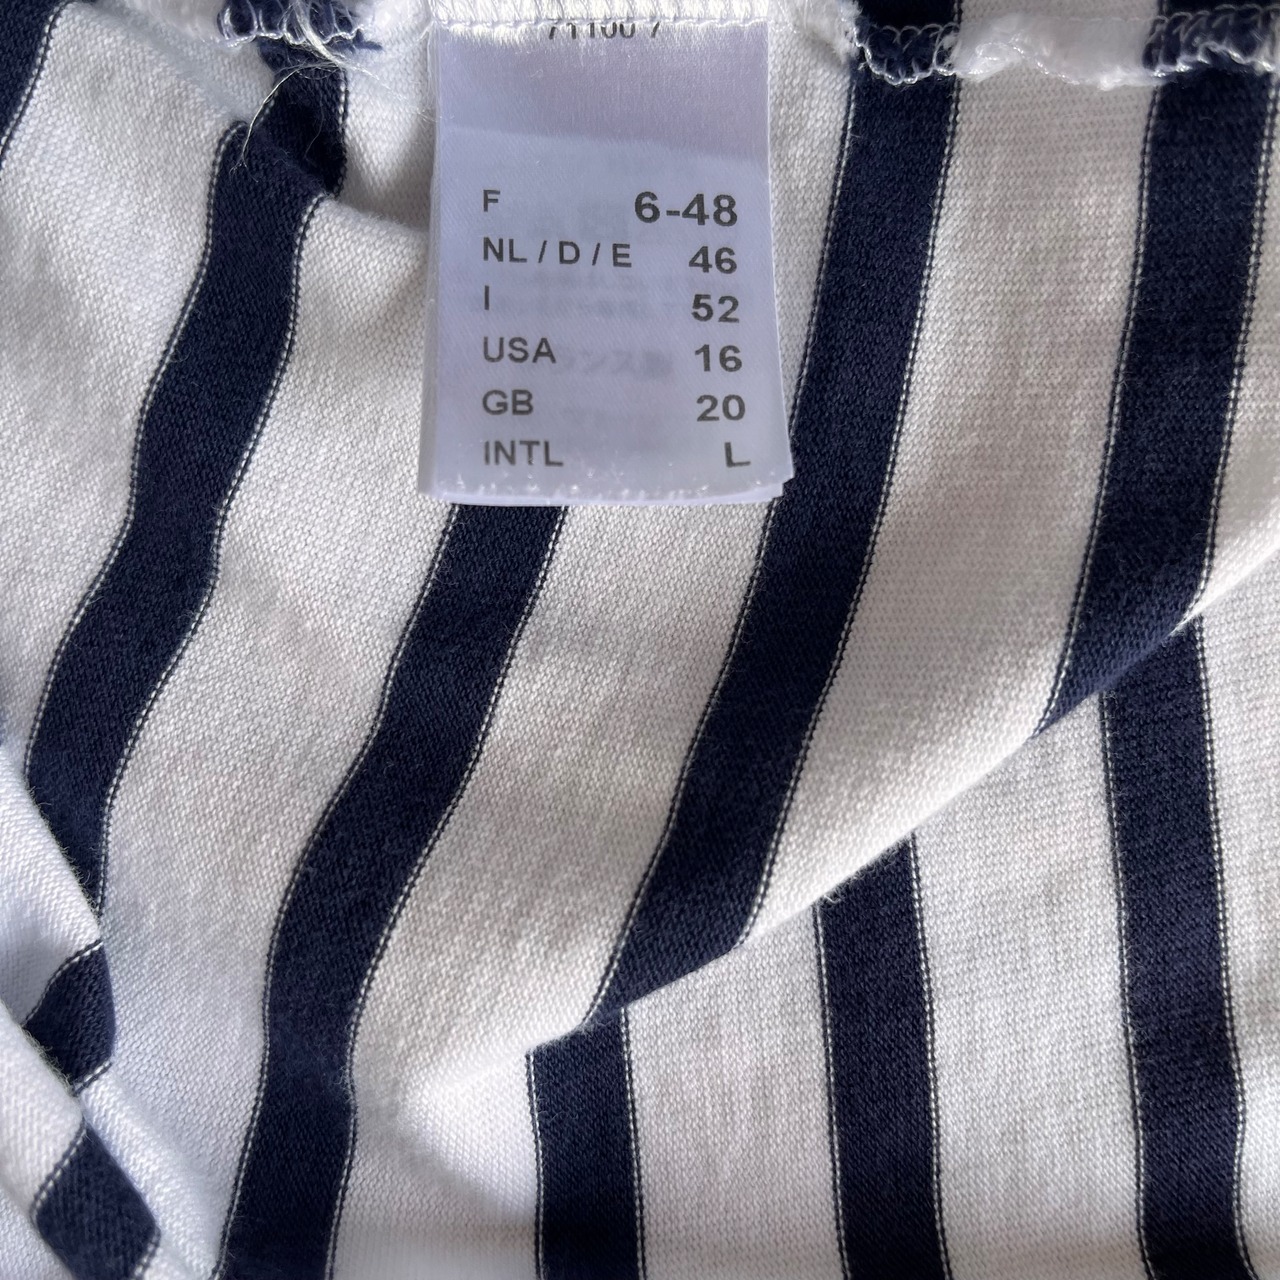 F 6-48
NL / D / E 46
I 52
USA 16
GB 20
INTL L